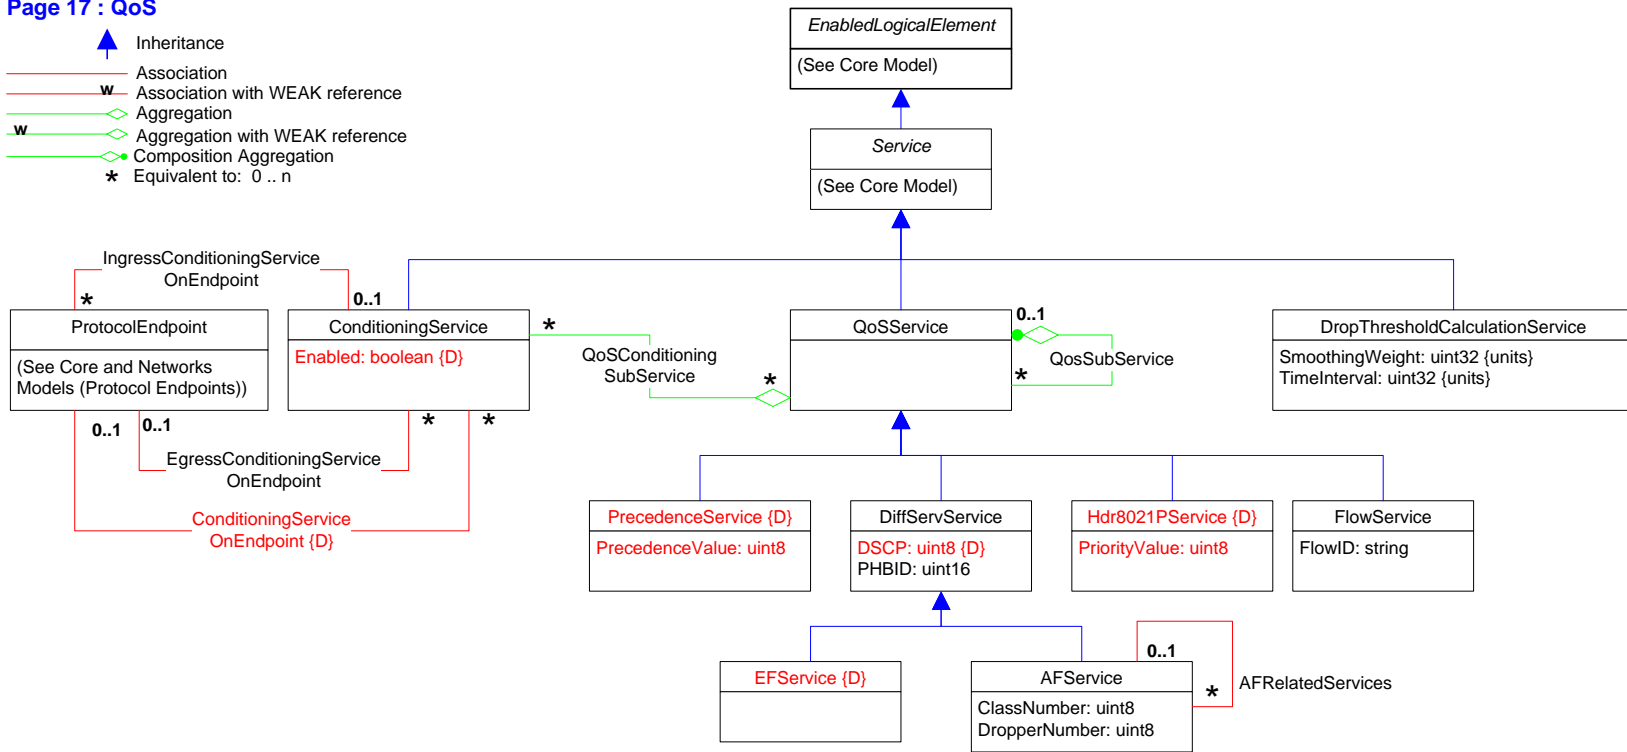 Page 17 : QoS
Inheritance
Association
w
Association with WEAK reference
Aggregation
w
Aggregation with WEAK reference
Composition Aggregation
* Equivalent to: 0 .. n
EnabledLogicalElement
(See Core Model)
Service
(See Core Model)
IngressConditioningService
OnEndpoint
*
0..1
ProtocolEndpoint
(See Core and Networks
Models (Protocol Endpoints))
ConditioningService
Enabled: boolean {D}
*
QoSConditioning
SubService
*
QoSService
0..1
QosSubService
*
DropThresholdCalculationService
SmoothingWeight: uint32 {units}
TimeInterval: uint32 {units}
0..1
0..1
*
*
EgressConditioningService
OnEndpoint
ConditioningService
OnEndpoint {D}
PrecedenceService {D}
PrecedenceValue: uint8
DiffServService
DSCP: uint8 {D}
PHBID: uint16
Hdr8021PService {D}
PriorityValue: uint8
FlowService
FlowID: string
EFService {D}
AFService
ClassNumber: uint8
DropperNumber: uint8
0..1
*
AFRelatedServices